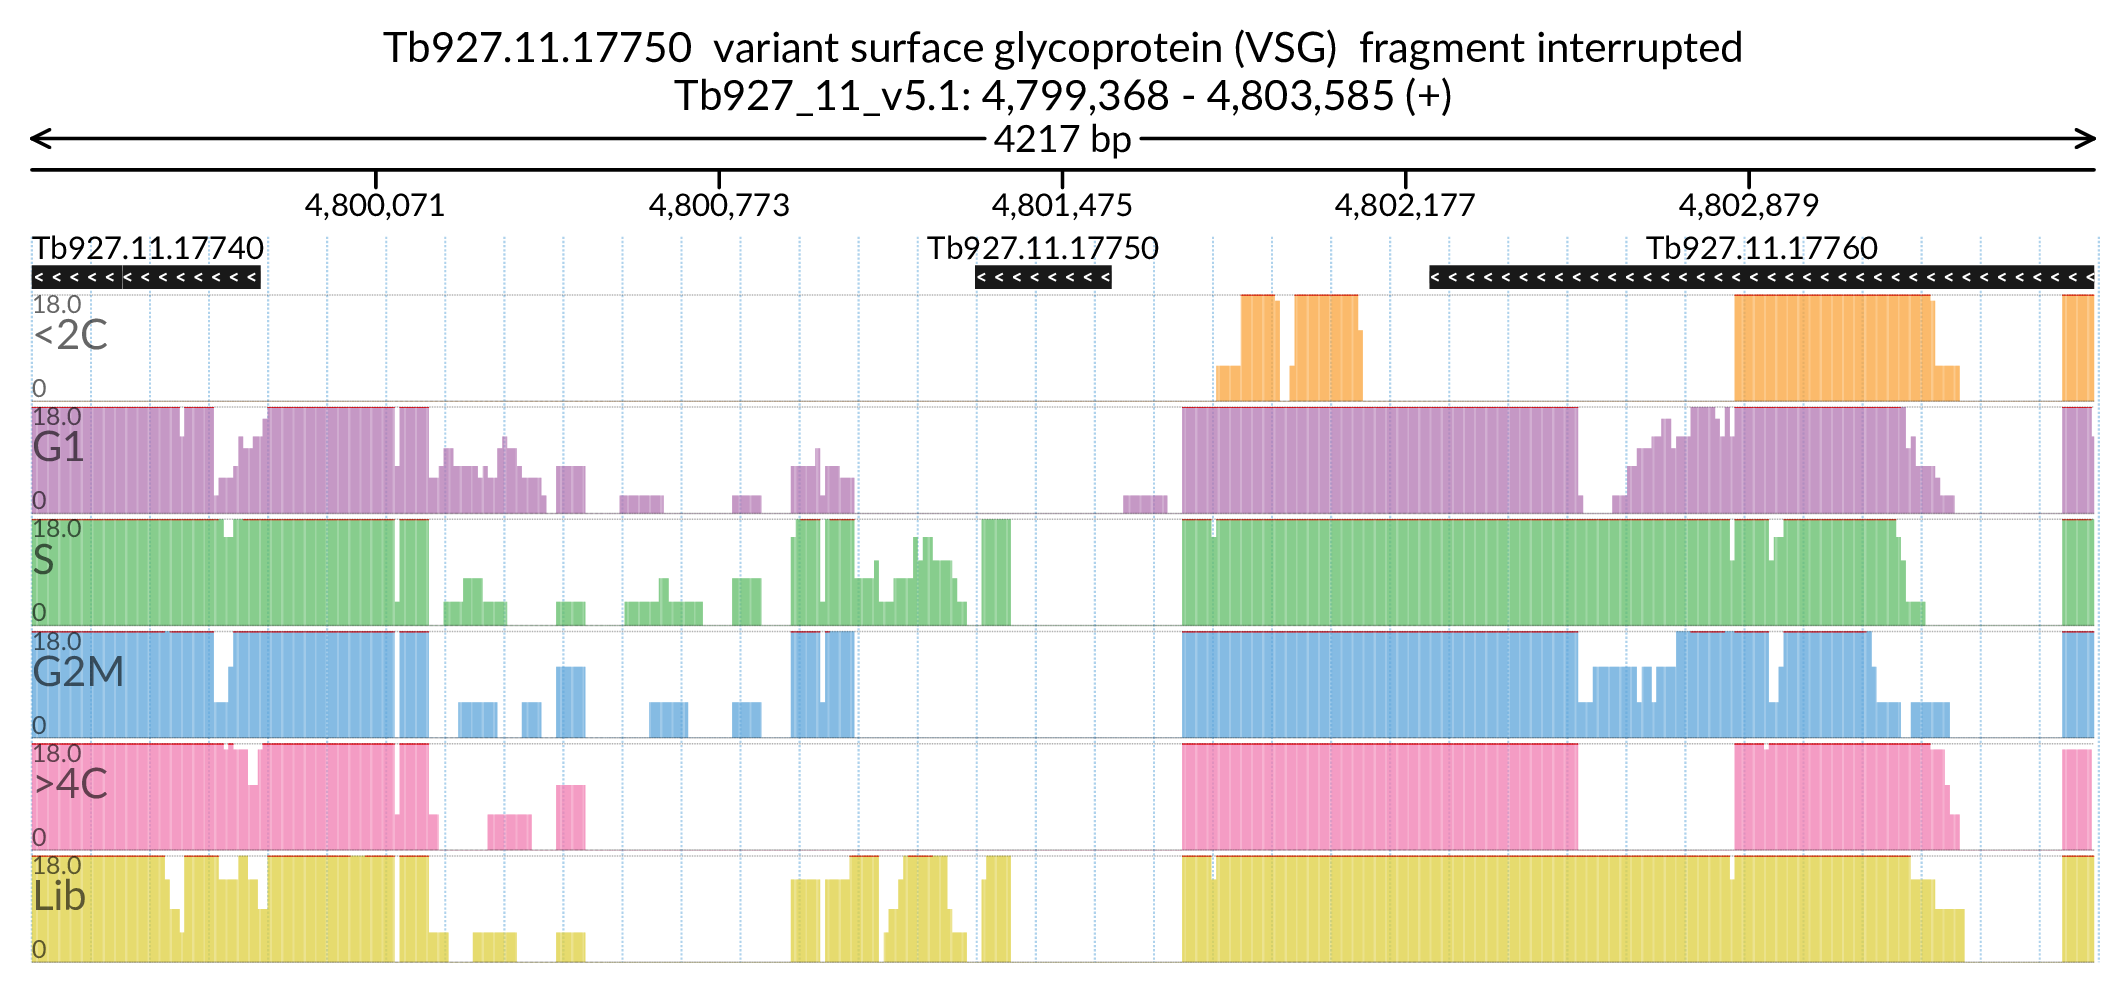 Tb927.11.17750 variant surface glycoprotein (VSG) fragment interrupted
Tb927_11_v5.1: 4,799,368 - 4,803,585 (+)
4217 bp
4,800,071 4,800,773 4,801,475 4,802,177 4,802,879
Tb927.11.17740 Tb927.11.17750 Tb927.11.17760
18.0
<2C
0
18.0
G1
0
18.0
S
0
18.0
G2M
0
18.0
>4C
0
18.0
Lib
0